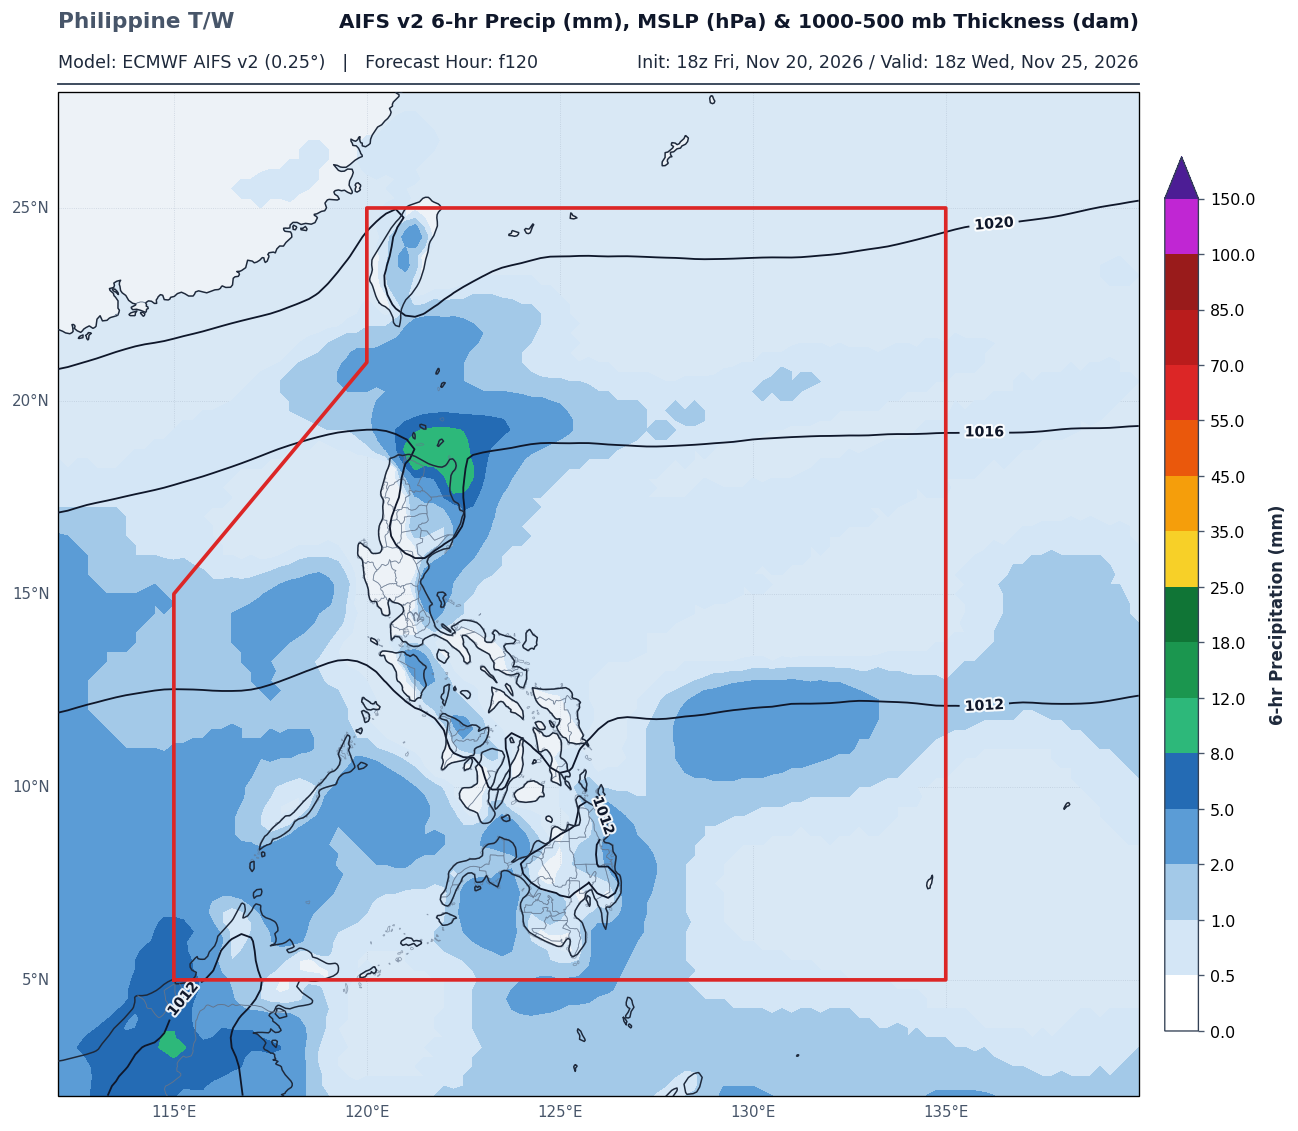 Philippine T/W
AIFS v2 6-hr Precip (mm), MSLP (hPa) & 1000-500 mb Thickness (dam)
Model: ECMWF AIFS v2 (0.25°) | Forecast Hour: f120
Init: 18z Fri, Nov 20, 2026 / Valid: 18z Wed, Nov 25, 2026
25°N
20°N
15°N
10°N
5°N
115°E
120°E
125°E
130°E
135°E
1020
1016
1012
1012
1012
150.0
100.0
85.0
70.0
55.0
45.0
35.0
25.0
18.0
12.0
8.0
5.0
2.0
1.0
0.5
0.0
6-hr Precipitation (mm)